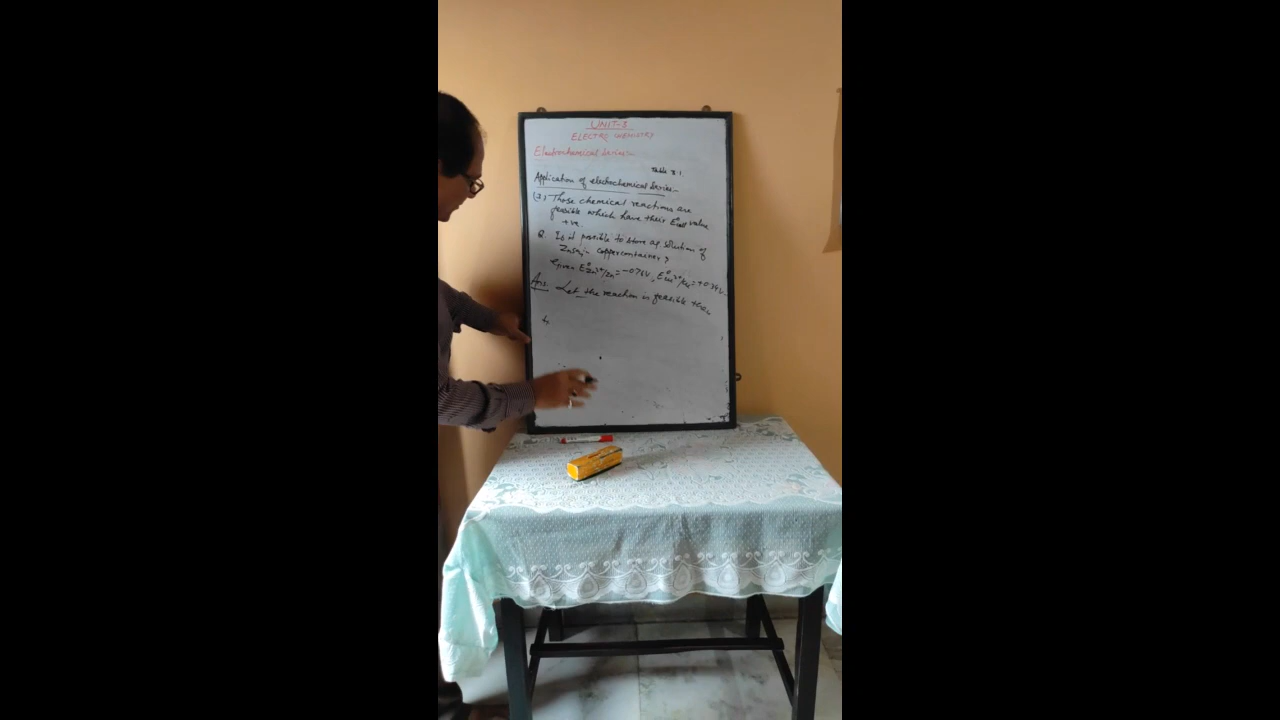 UNIT-3
ELECTRO CHEMISTRY
Electrochemical Series:-
Table 3.1.
Application of electrochemical Series:-
Those chemical reactions are
feasible which have their E°cell value
+ve.
Q. Is it possible to store solution of
in copper container?
Given E°Zn²⁺/Zn = -0.76V, E°Cu²⁺/Cu = +0.34V.
Ans. Let the reaction is feasible then